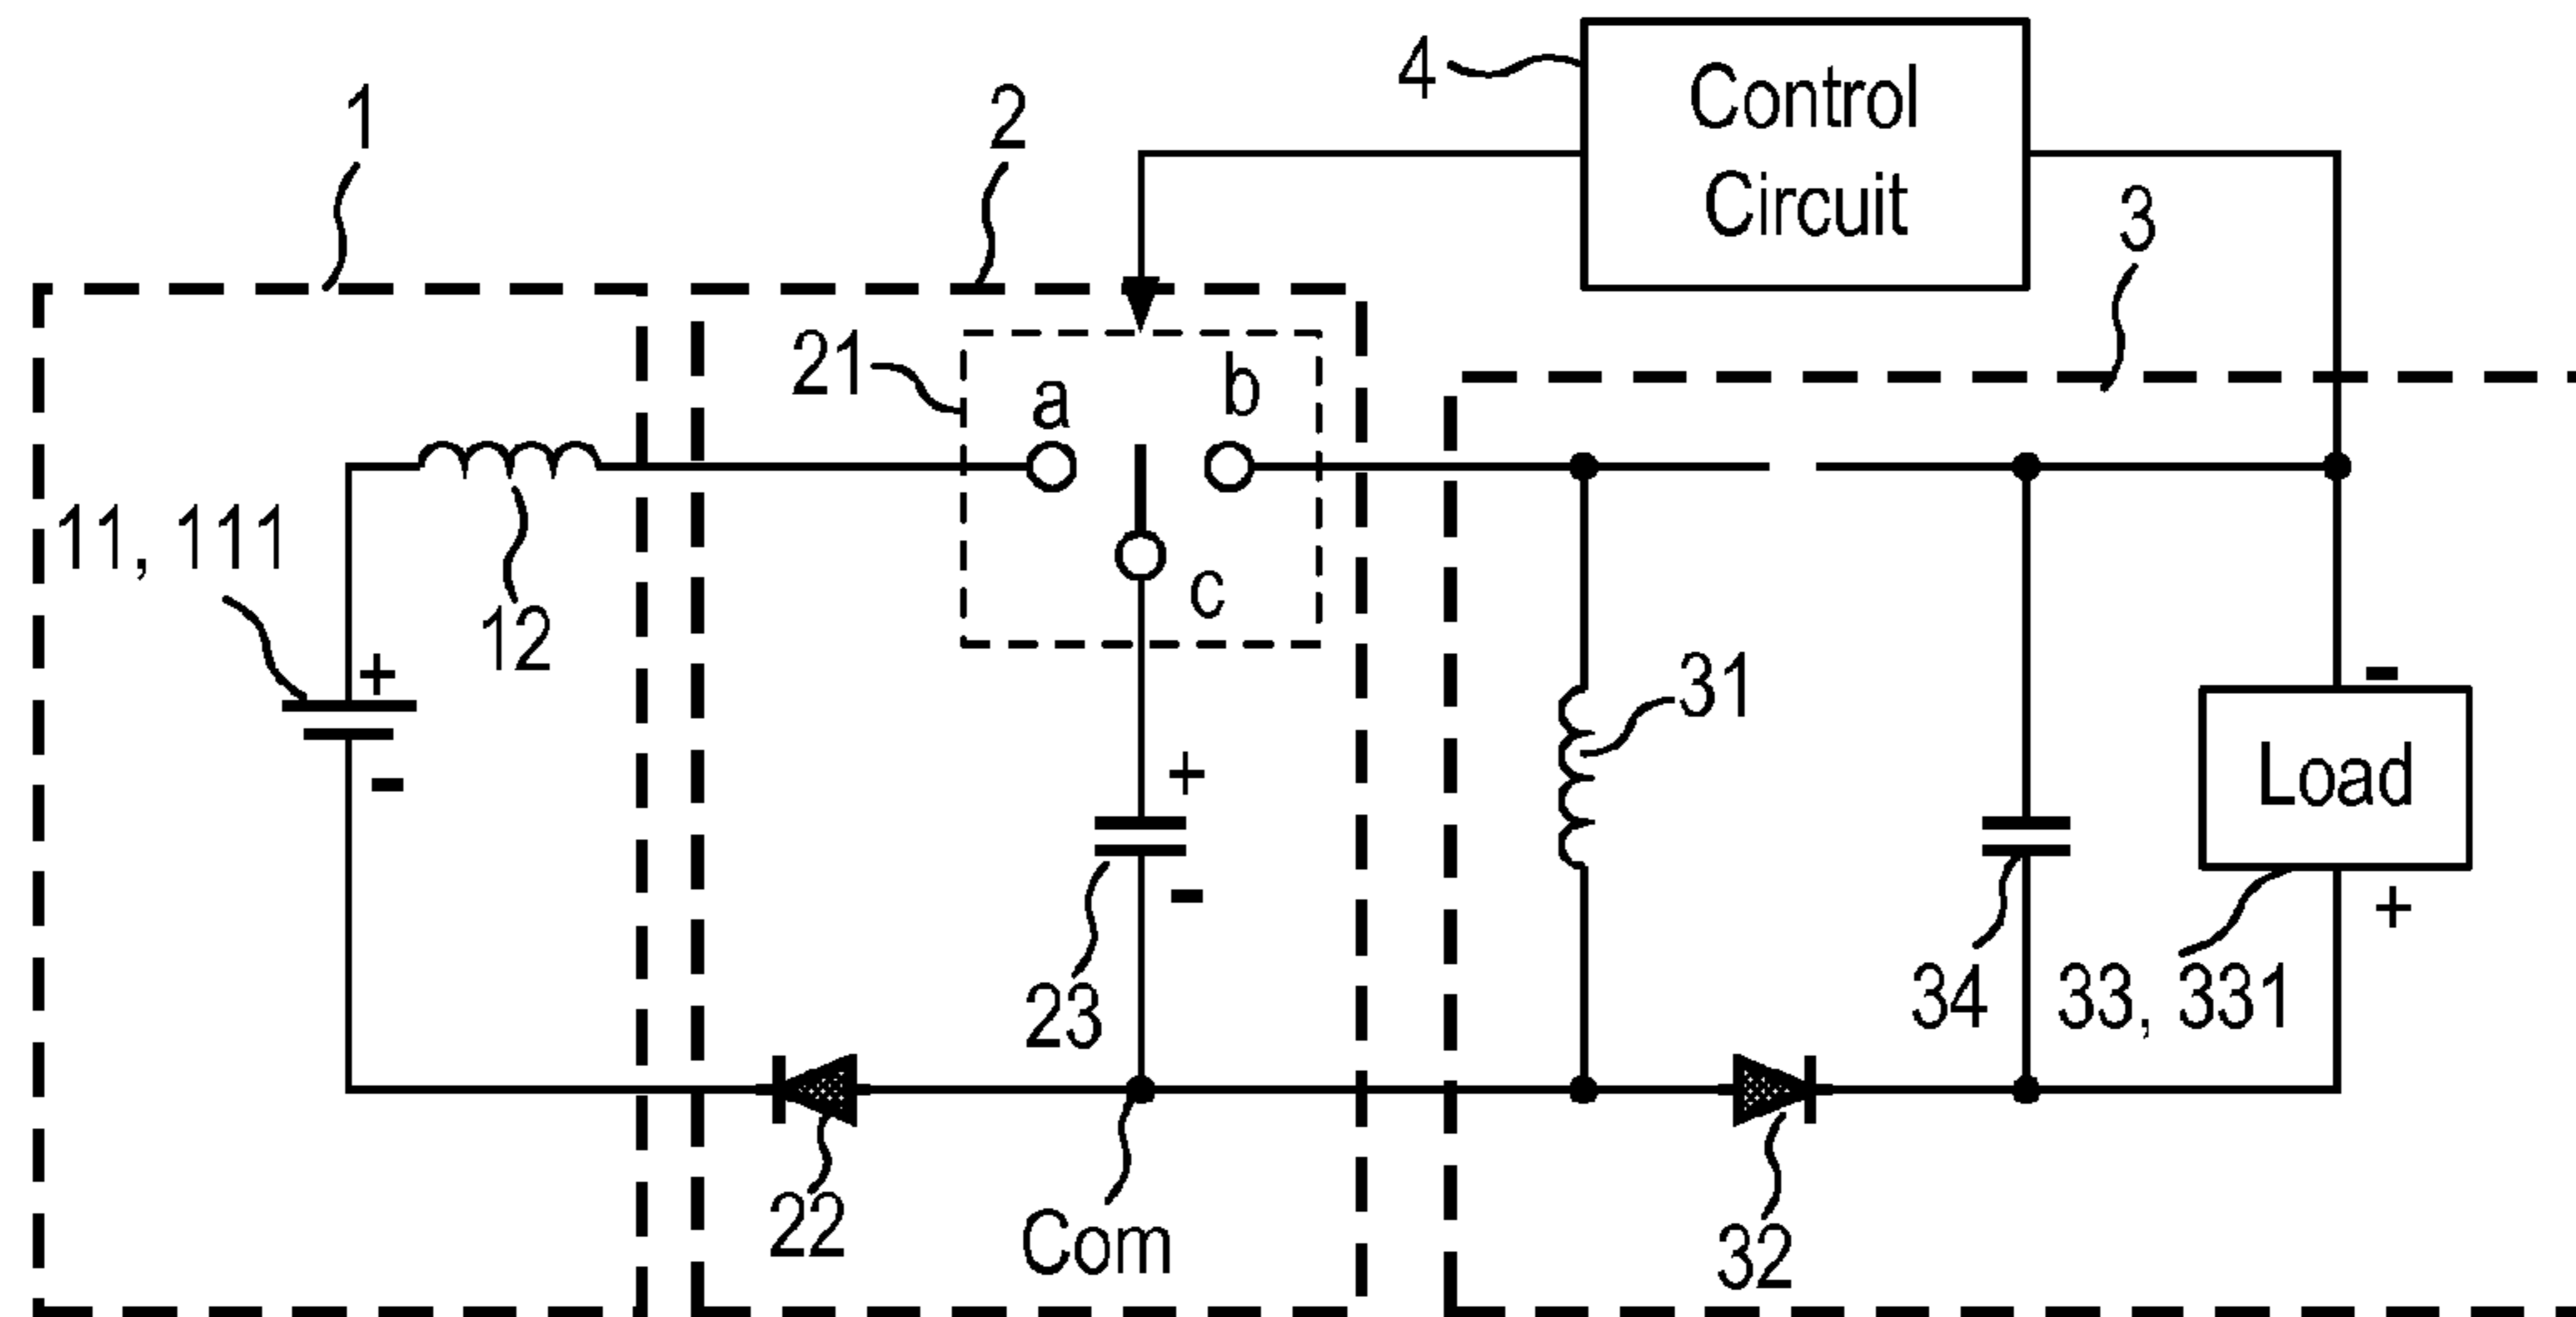 1
2
4
Control
Circuit
3
21
a
b
c
11, 111
12
+
-
31
+
-
23
-
Load
+
34
33, 331
22
Com
32